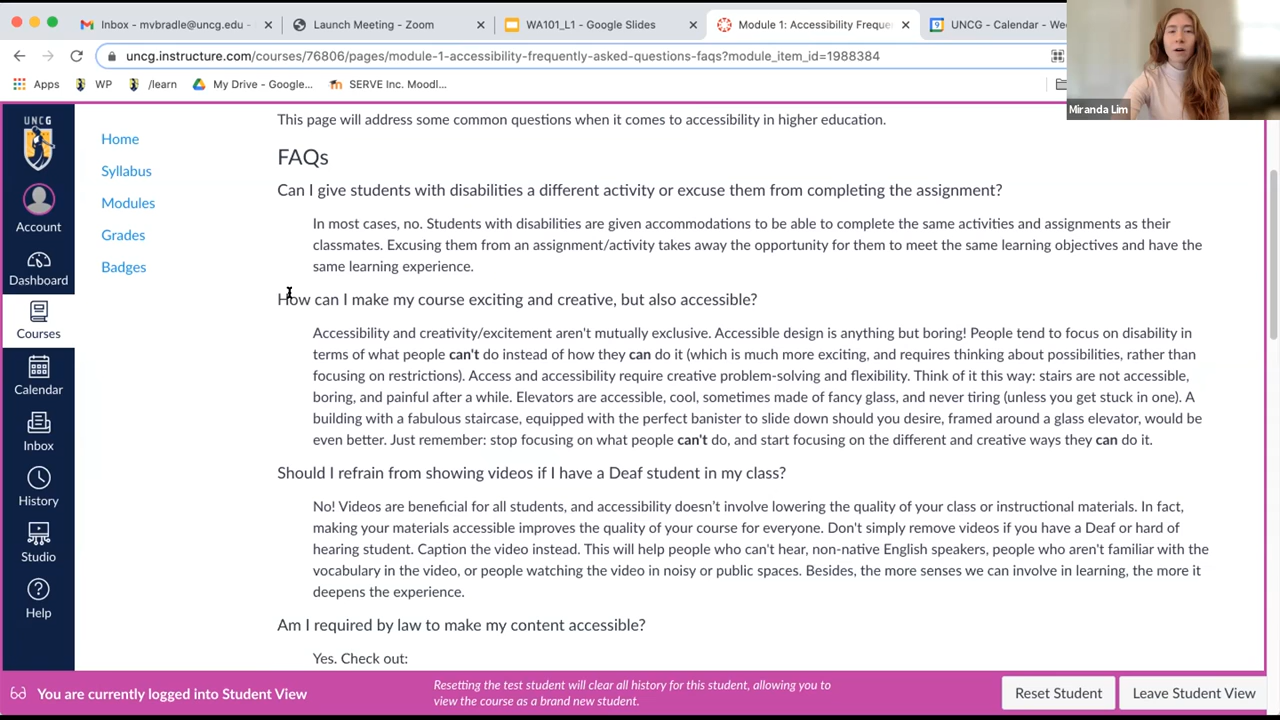 Inbox - mvbradle@uncg.edu -
Launch Meeting - Zoom
WA101_L1 - Google Slides
Module 1: Accessibility Freque
UNCG - Calendar - We
uncg.instructure.com/courses/76806/pages/module-1-accessibility-frequently-asked-questions-faqs?module_item_id=1988384
Apps
WP
/learn
My Drive - Google...
SERVE Inc. Moodl...
Miranda Lim
UNCG
Account
Dashboard
Courses
Calendar
Inbox
History
Studio
Help
Home
Syllabus
Modules
Grades
Badges
This page will address some common questions when it comes to accessibility in higher education.
FAQs
Can I give students with disabilities a different activity or excuse them from completing the assignment?
In most cases, no. Students with disabilities are given accommodations to be able to complete the same activities and assignments as their
classmates. Excusing them from an assignment/activity takes away the opportunity for them to meet the same learning objectives and have the
same learning experience.
How can I make my course exciting and creative, but also accessible?
Accessibility and creativity/excitement aren't mutually exclusive. Accessible design is anything but boring! People tend to focus on disability in
terms of what people can't do instead of how they can do it (which is much more exciting, and requires thinking about possibilities, rather than
focusing on restrictions). Access and accessibility require creative problem-solving and flexibility. Think of it this way: stairs are not accessible,
boring, and painful after a while. Elevators are accessible, cool, sometimes made of fancy glass, and never tiring (unless you get stuck in one). A
building with a fabulous staircase, equipped with the perfect banister to slide down should you desire, framed around a glass elevator, would be
even better. Just remember: stop focusing on what people can't do, and start focusing on the different and creative ways they can do it.
Should I refrain from showing videos if I have a Deaf student in my class?
No! Videos are beneficial for all students, and accessibility doesn't involve lowering the quality of your class or instructional materials. In fact,
making your materials accessible improves the quality of your course for everyone. Don't simply remove videos if you have a Deaf or hard of
hearing student. Caption the video instead. This will help people who can't hear, non-native English speakers, people who aren't familiar with the
vocabulary in the video, or people watching the video in noisy or public spaces. Besides, the more senses we can involve in learning, the more it
deepens the experience.
Am I required by law to make my content accessible?
Yes. Check out:
You are currently logged into Student View
Resetting the test student will clear all history for this student, allowing you to
view the course as a brand new student.
Reset Student
Leave Student View